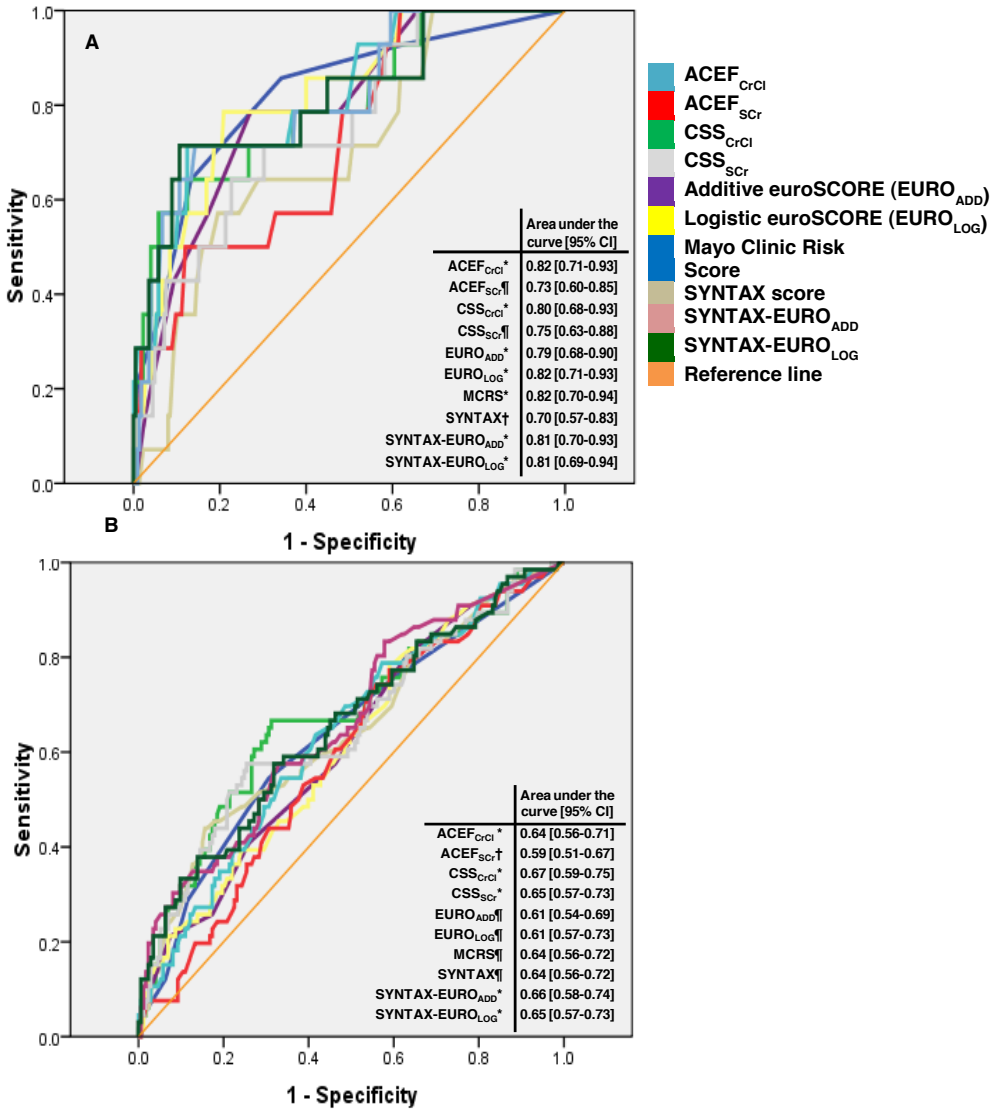 A
1.0
0.8
0.6
0.4
0.2
0.0
Sensitivity
0.0 0.2 0.4 0.6 0.8 1.0
1 - Specificity
Area under the
curve [95% CI]
ACEFCrCl* 0.82 [0.71-0.93]
ACEFSCr¶ 0.73 [0.60-0.85]
CSSCrCl* 0.80 [0.68-0.93]
CSSSCr¶ 0.75 [0.63-0.88]
EUROADD* 0.79 [0.68-0.90]
EUROLOG* 0.82 [0.71-0.93]
MCRS* 0.82 [0.70-0.94]
SYNTAX† 0.70 [0.57-0.83]
SYNTAX-EUROADD* 0.81 [0.70-0.93]
SYNTAX-EUROLOG* 0.81 [0.69-0.94]
ACEFCrCl
ACEFSCr
CSSCrCl
CSSSCr
Additive euroSCORE (EUROADD)
Logistic euroSCORE (EUROLOG)
Mayo Clinic Risk
Score
SYNTAX score
SYNTAX-EUROADD
SYNTAX-EUROLOG
Reference line
B
1.0
0.8
0.6
0.4
0.2
0.0
Sensitivity
0.0 0.2 0.4 0.6 0.8 1.0
1 - Specificity
Area under the
curve [95% CI]
ACEFCrCl* 0.64 [0.56-0.71]
ACEFSCr† 0.59 [0.51-0.67]
CSSCrCl* 0.67 [0.59-0.75]
CSSSCr* 0.65 [0.57-0.73]
EUROADD¶ 0.61 [0.54-0.69]
EUROLOG¶ 0.61 [0.57-0.73]
MCRS¶ 0.64 [0.56-0.72]
SYNTAX¶ 0.64 [0.56-0.72]
SYNTAX-EUROADD* 0.66 [0.58-0.74]
SYNTAX-EUROLOG* 0.65 [0.57-0.73]